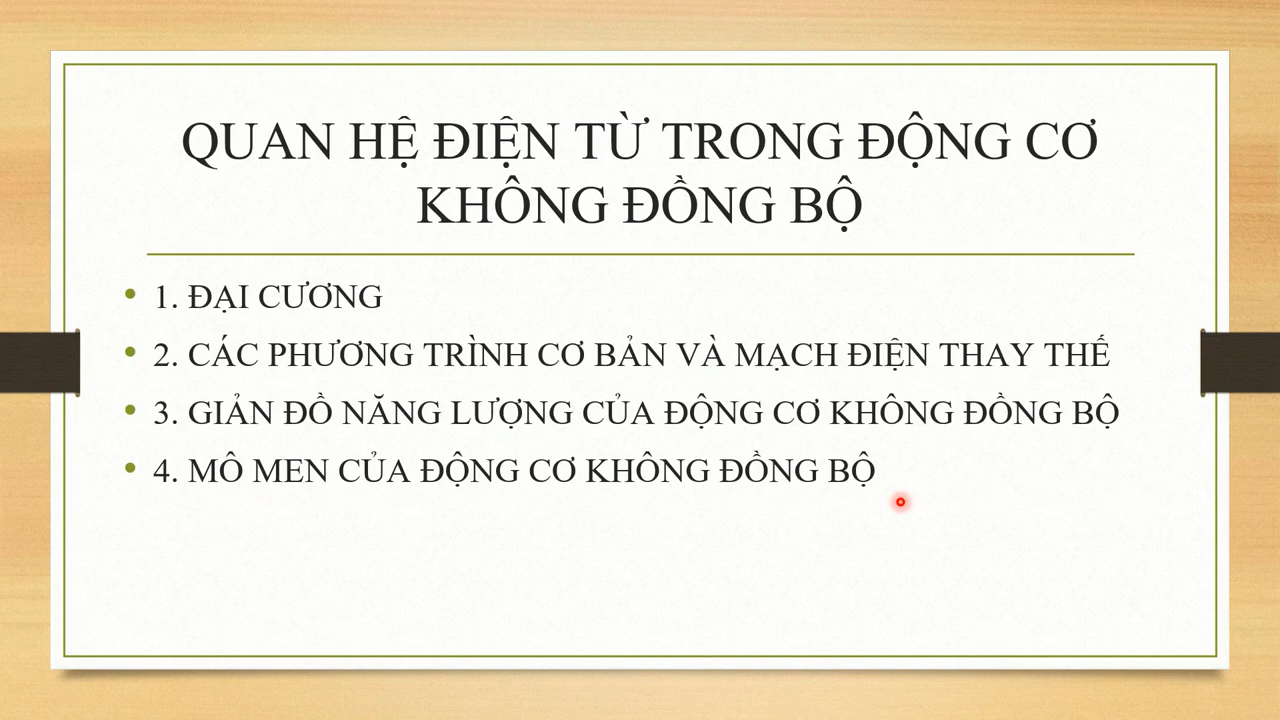 QUAN HỆ ĐIỆN TỪ TRONG ĐỘNG CƠ
KHÔNG ĐỒNG BỘ
• 1. ĐẠI CƯƠNG
• 2. CÁC PHƯƠNG TRÌNH CƠ BẢN VÀ MẠCH ĐIỆN THAY THẾ
• 3. GIẢN ĐỒ NĂNG LƯỢNG CỦA ĐỘNG CƠ KHÔNG ĐỒNG BỘ
• 4. MÔ MEN CỦA ĐỘNG CƠ KHÔNG ĐỒNG BỘ